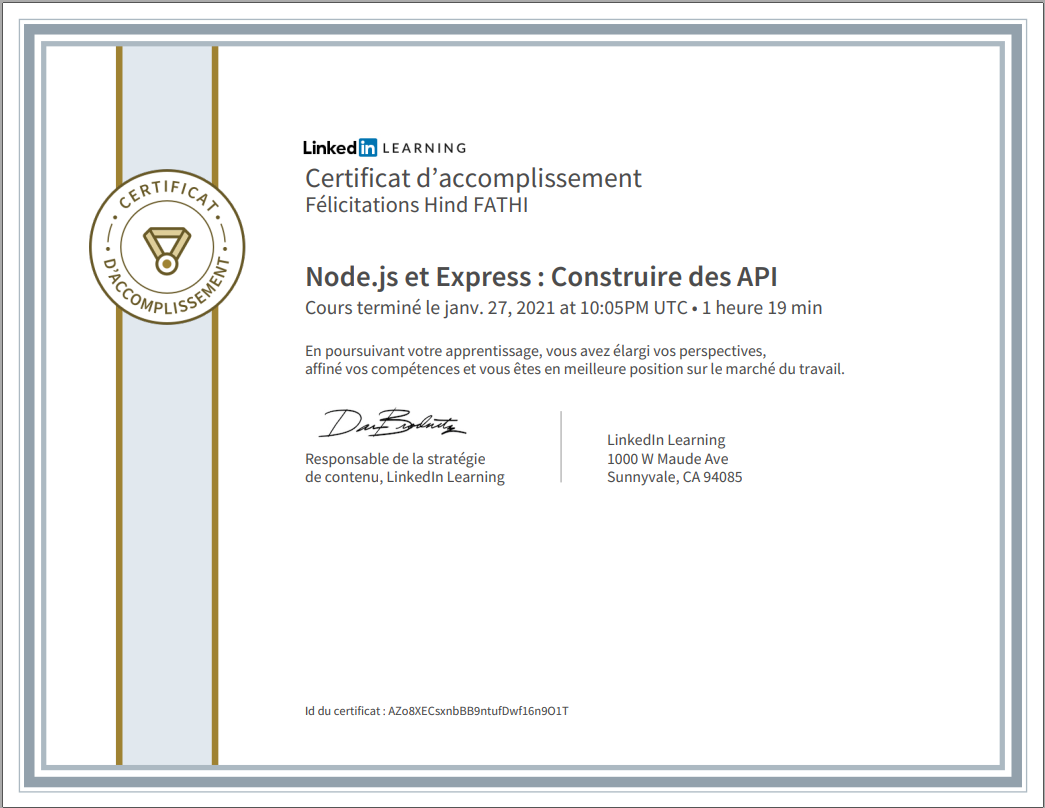 CERTIFICAT
D'ACCOMPLISSEMENT
Linked in LEARNING
Certificat d’accomplissement
Félicitations Hind FATHI
Node.js et Express : Construire des API
Cours terminé le janv. 27, 2021 at 10:05PM UTC • 1 heure 19 min
En poursuivant votre apprentissage, vous avez élargi vos perspectives,
affiné vos compétences et vous êtes en meilleure position sur le marché du travail.
Responsable de la stratégie
de contenu, LinkedIn Learning
LinkedIn Learning
1000 W Maude Ave
Sunnyvale, CA 94085
Id du certificat : AZo8XECsxnbBB9ntufDwf16n9O1T